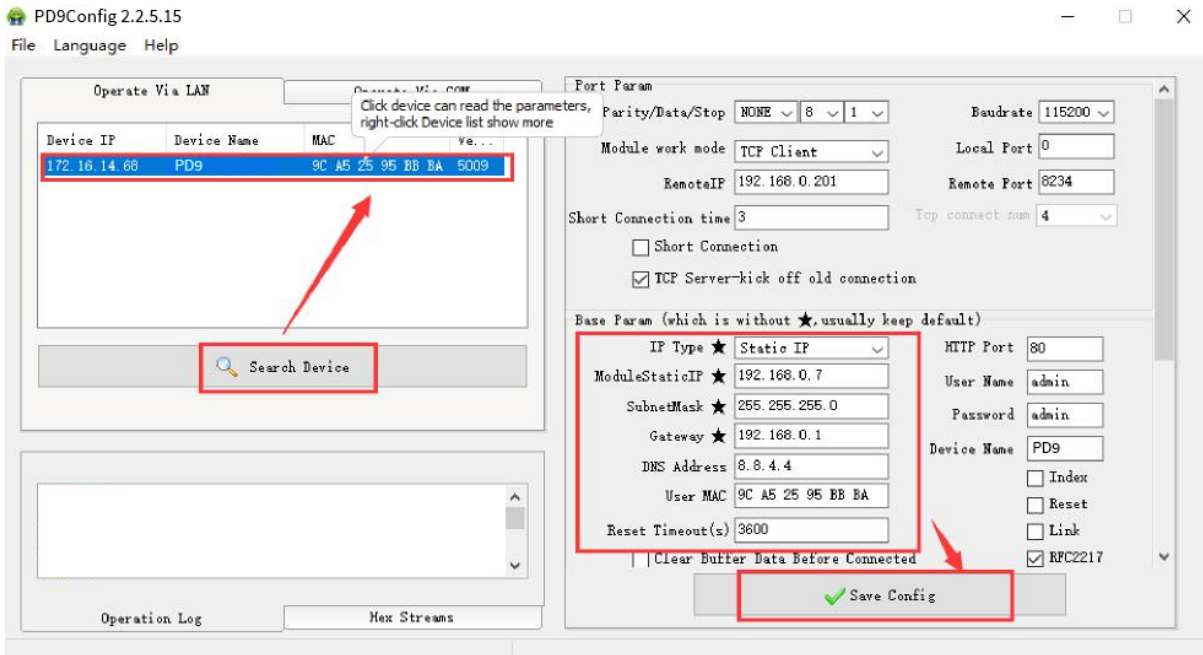 PD9Config 2.2.5.15
File Language Help
Operate Via LAN
Operate Via COM
Click device can read the parameters,
right-click Device list show more
Device IP Device Name MAC Ve...
172.16.14.68 PD9 9C A5 25 95 BB BA 5009
Search Device
Operation Log
Hex Streams
Port Param
Parity/Data/Stop NONE 8 1 Baudrate 115200
Module work mode TCP Client Local Port 0
RemoteIP 192.168.0.201 Remote Port 8234
Short Connection time 3 Tcp connect num 4
Short Connection
TCP Server-kick off old connection
Base Param (which is without ★,usually keep default)
IP Type ★ Static IP HTTP Port 80
ModuleStaticIP ★ 192.168.0.7 User Name admin
SubnetMask ★ 255.255.255.0 Password admin
Gateway ★ 192.168.0.1 Device Name PD9
DNS Address 8.8.4.4 Index
User MAC 9C A5 25 95 BB BA Reset
Reset Timeout(s) 3600 Link
Clear Buffer Data Before Connected RFC2217
Save Config